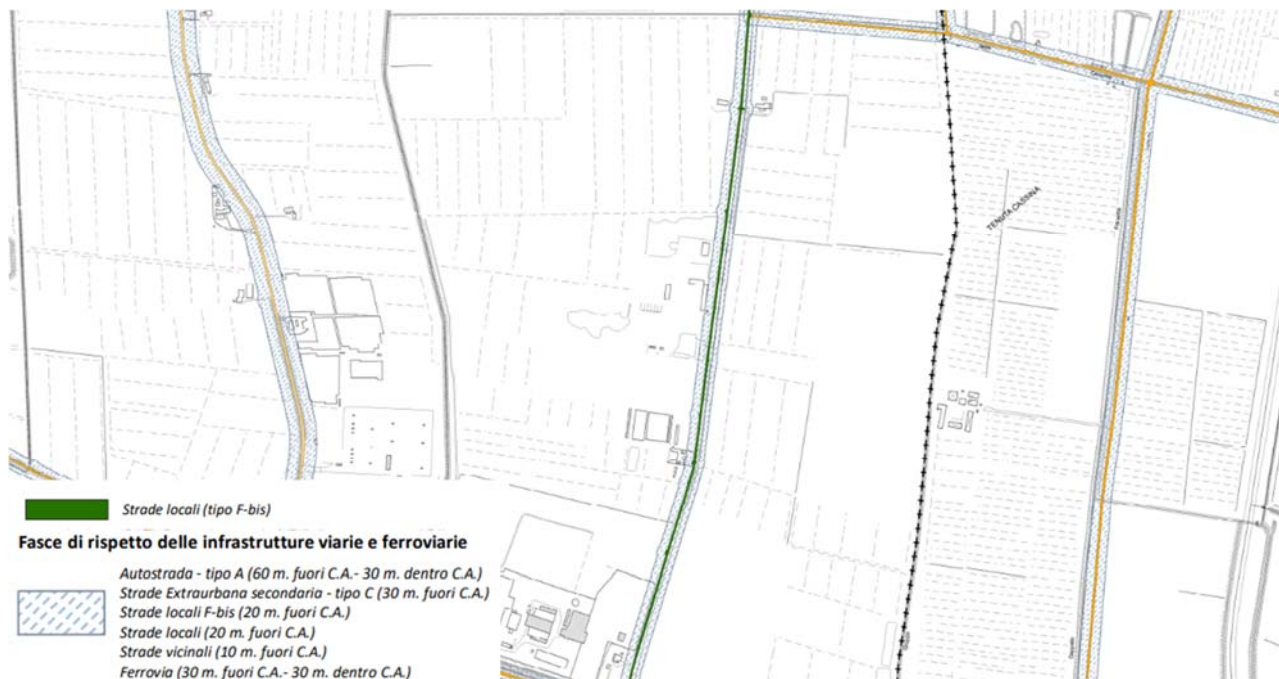 TENUTA CASSINA
Strade locali (tipo F-bis)
Fasce di rispetto delle infrastrutture viarie e ferroviarie
Autostrada - tipo A (60 m. fuori C.A.- 30 m. dentro C.A.)
Strade Extraurbana secondaria - tipo C (30 m. fuori C.A.)
Strade locali F-bis (20 m. fuori C.A.)
Strade locali (20 m. fuori C.A.)
Strade vicinali (10 m. fuori C.A.)
Ferrovia (30 m. fuori C.A.- 30 m. dentro C.A.)